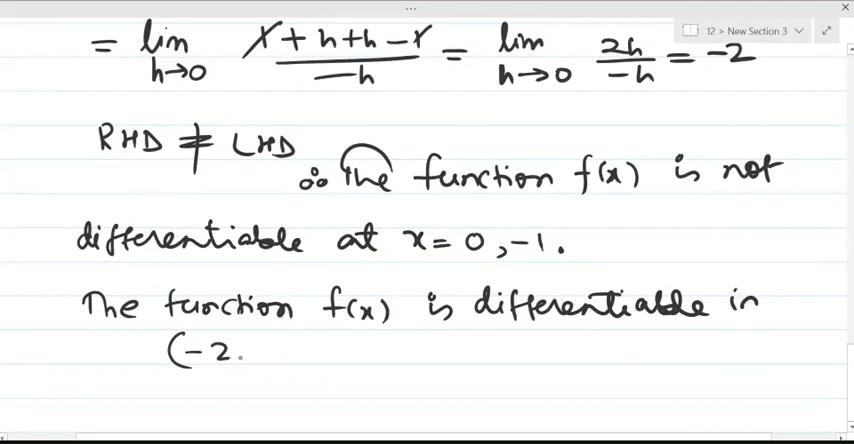 12 > New Section 3
= lim h→0 (x + h + h − x)/(−h) = lim h→0 2h/(−h) = −2
RHD ≠ LHD
∴ The function f(x) is not
differentiable at x = 0, −1.
The function f(x) is differentiable in
(−2.